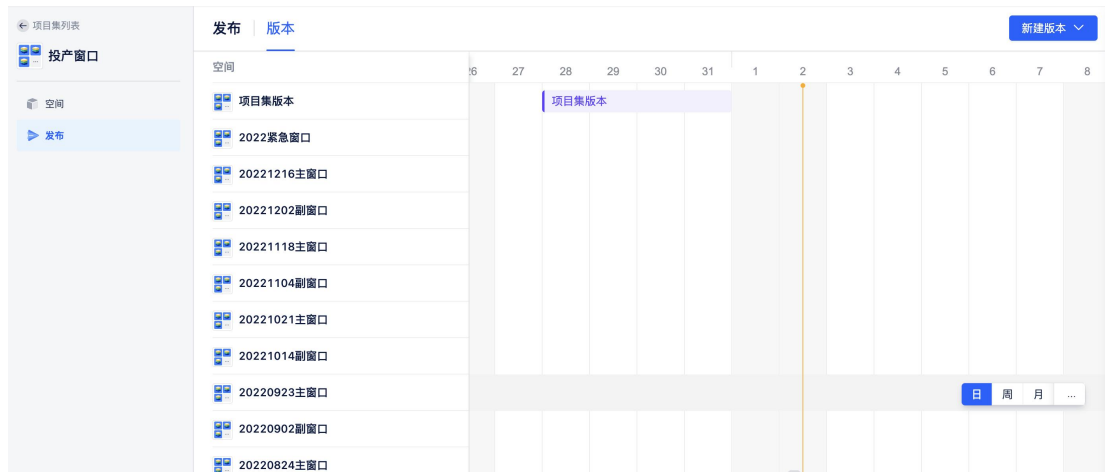 项目集列表
投产窗口
空间
发布
发布 版本
新建版本
空间
26 27 28 29 30 31 1 2 3 4 5 6 7 8
项目集版本
项目集版本
2022紧急窗口
20221216主窗口
20221202副窗口
20221118主窗口
20221104副窗口
20221021主窗口
20221014副窗口
20220923主窗口
日 周 月 ...
20220902副窗口
20220824主窗口